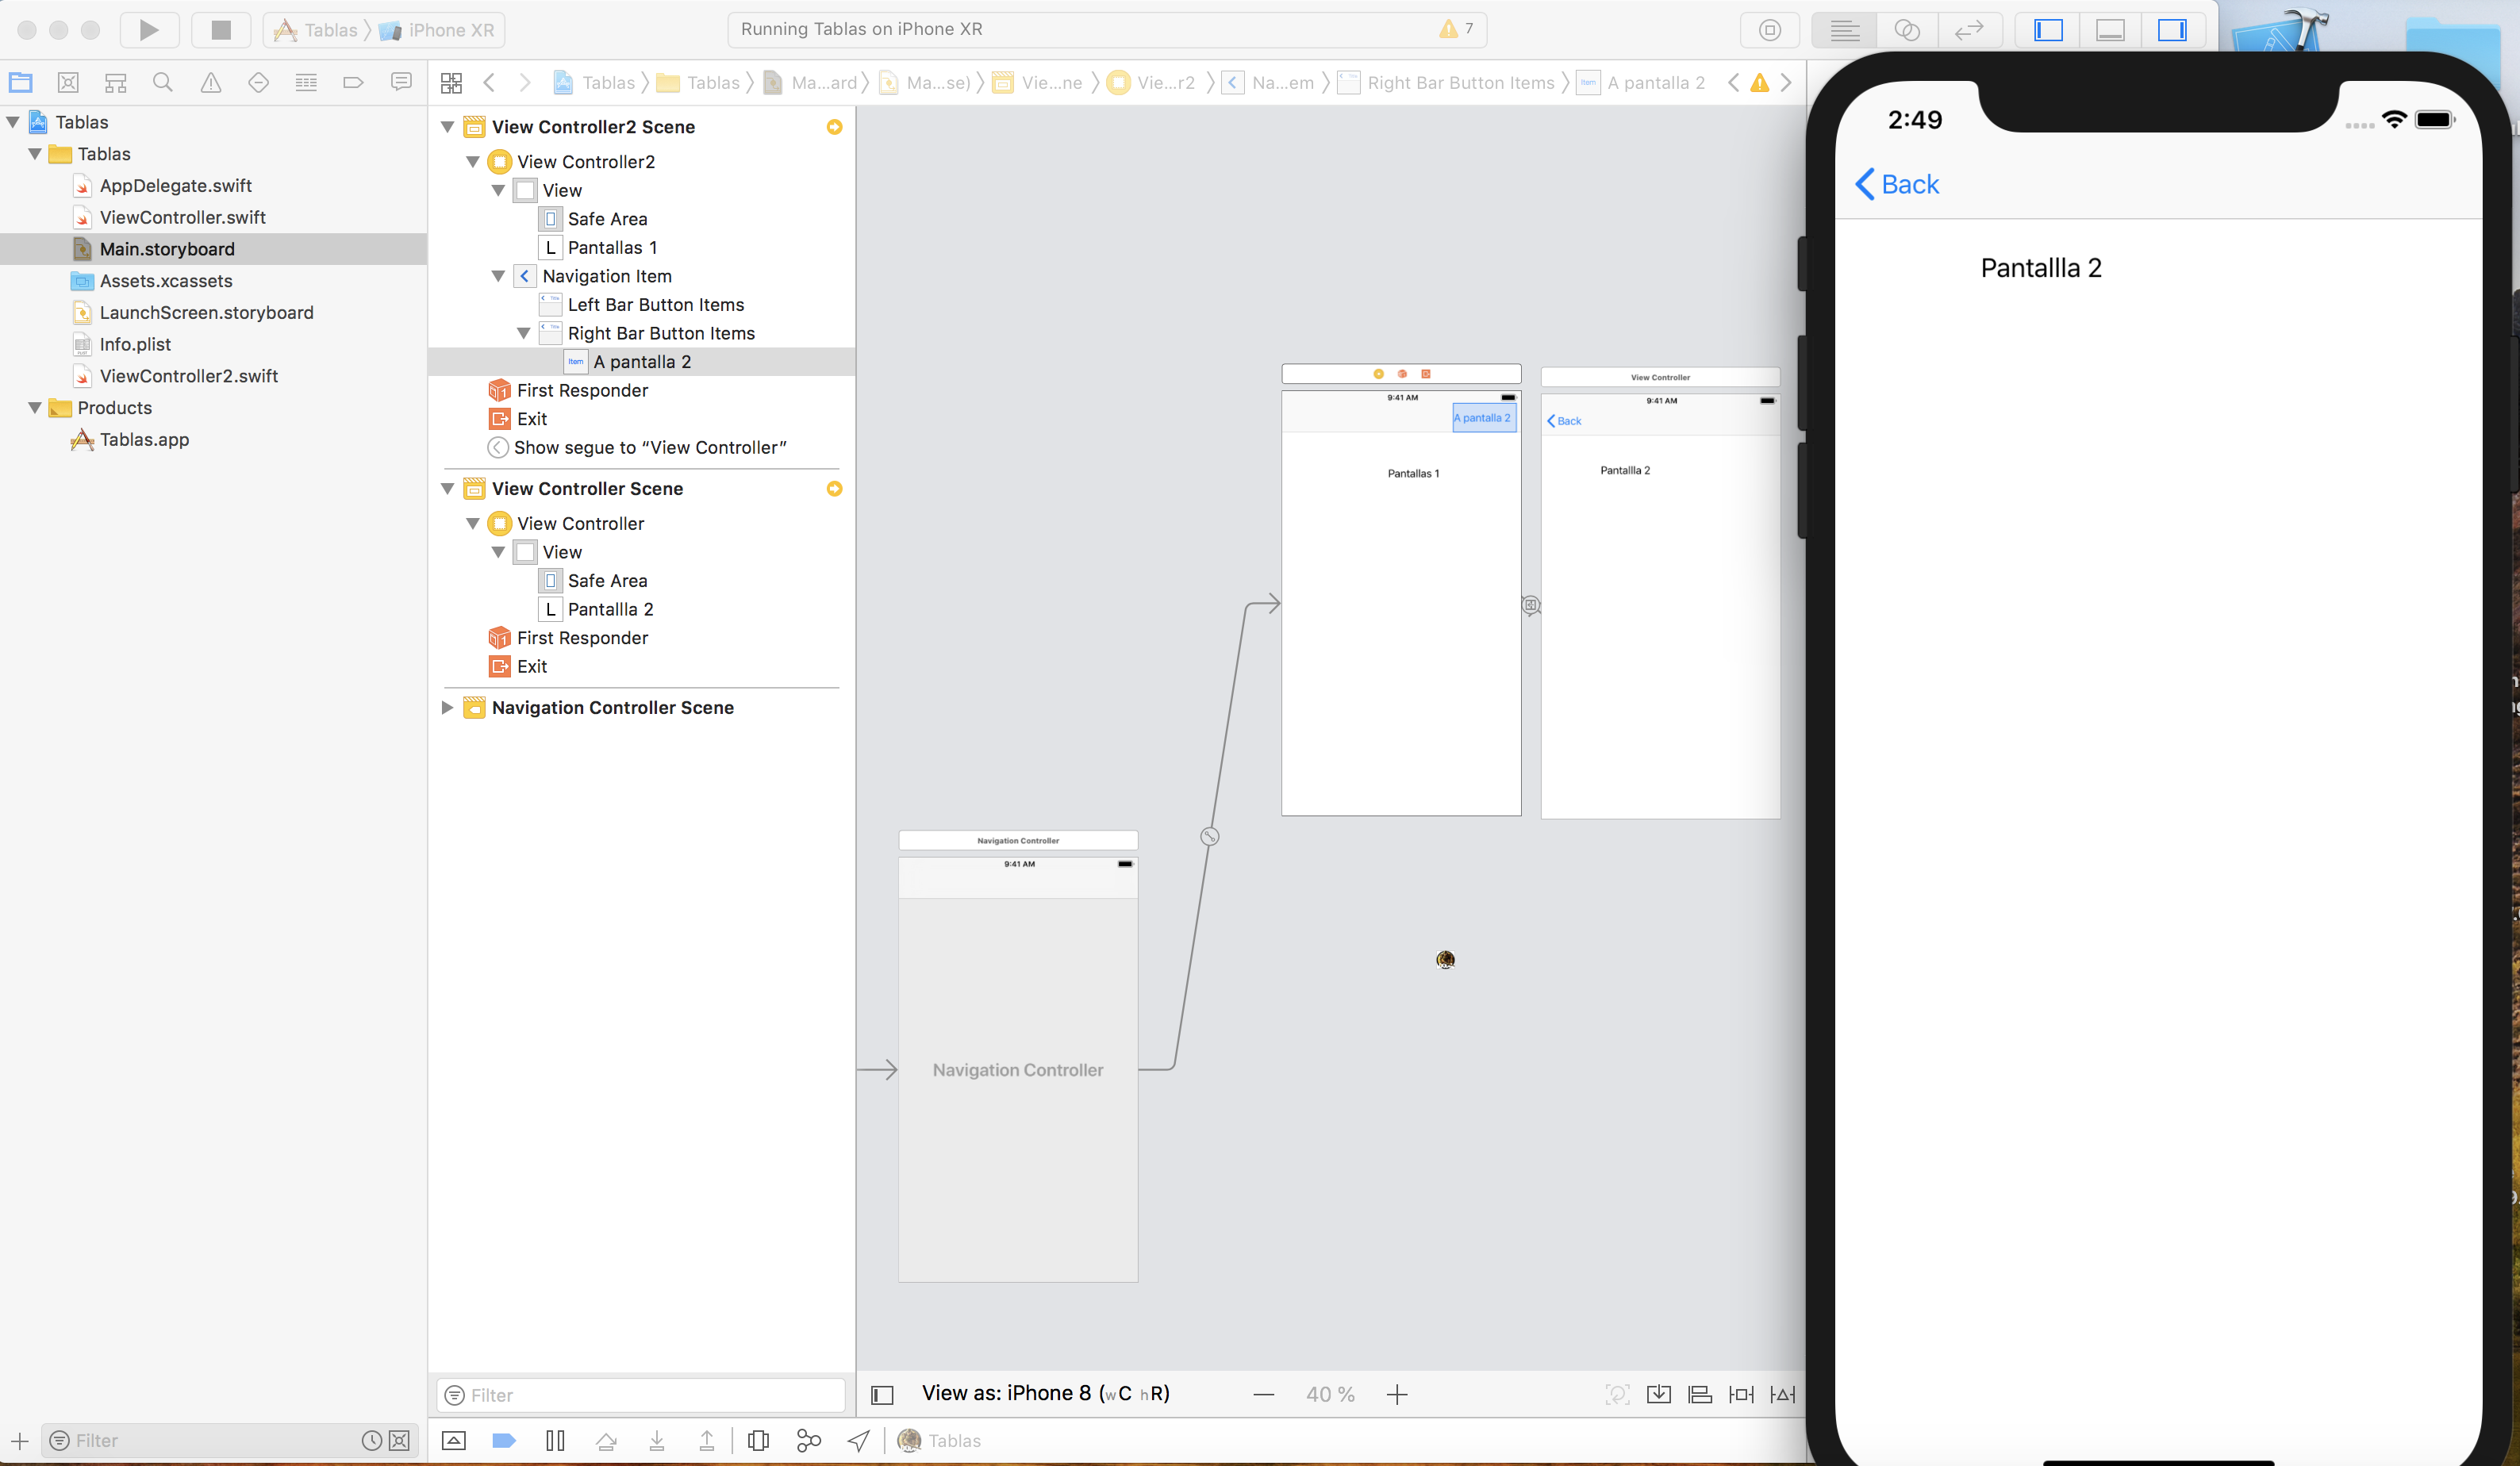 Tablas
iPhone XR
Running Tablas on iPhone XR
7
Tablas
Tablas
Ma...ard
Ma...se)
Vie...ne
Vie...r2
Na...em
Right Bar Button Items
A pantalla 2
Tablas
Tablas
AppDelegate.swift
ViewController.swift
Main.storyboard
Assets.xcassets
LaunchScreen.storyboard
Info.plist
ViewController2.swift
Products
Tablas.app
Filter
View Controller2 Scene
View Controller2
View
Safe Area
L Pantallas 1
Navigation Item
Left Bar Button Items
Right Bar Button Items
Item A pantalla 2
First Responder
Exit
Show segue to “View Controller”
View Controller Scene
View Controller
View
Safe Area
L Pantallla 2
First Responder
Exit
Navigation Controller Scene
Filter
9:41 AM
A pantalla 2
Pantallas 1
View Controller
9:41 AM
Back
Pantallla 2
Navigation Controller
9:41 AM
Navigation Controller
View as: iPhone 8 (wC hR)
40 %
Tablas
2:49
Back
Pantallla 2